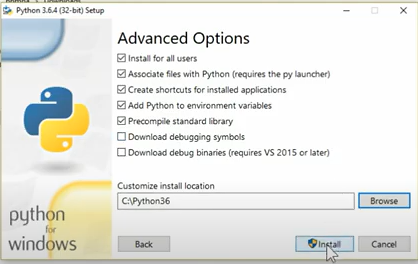 Python 3.6.4 (32-bit) Setup
Advanced Options
Install for all users
Associate files with Python (requires the py launcher)
Create shortcuts for installed applications
Add Python to environment variables
Precompile standard library
Download debugging symbols
Download debug binaries (requires VS 2015 or later)
Customize install location
C:\Python36
Browse
python
for
windows
Back
Install
Cancel